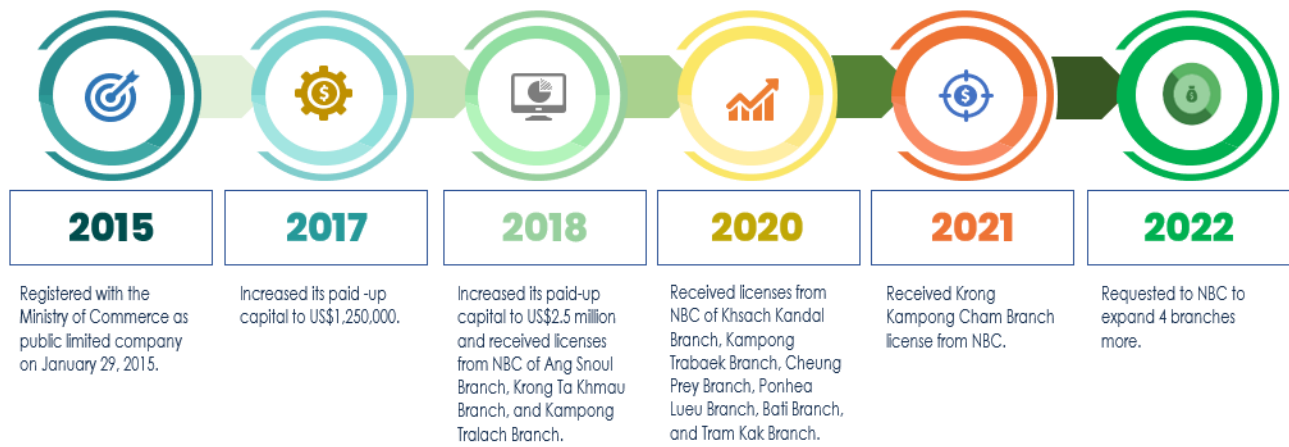 2015
Registered with the
Ministry of Commerce as
public limited company
on January 29, 2015.
2017
Increased its paid -up
capital to US$1,250,000.
2018
Increased its paid-up
capital to US$2.5 million
and received licenses
from NBC of Ang Snoul
Branch, Krong Ta Khmau
Branch, and Kampong
Tralach Branch.
2020
Received licenses from
NBC of Khsach Kandal
Branch, Kampong
Trabaek Branch, Cheung
Prey Branch, Ponhea
Lueu Branch, Bati Branch,
and Tram Kak Branch.
2021
Received Krong
Kampong Cham Branch
license from NBC.
2022
Requested to NBC to
expand 4 branches
more.